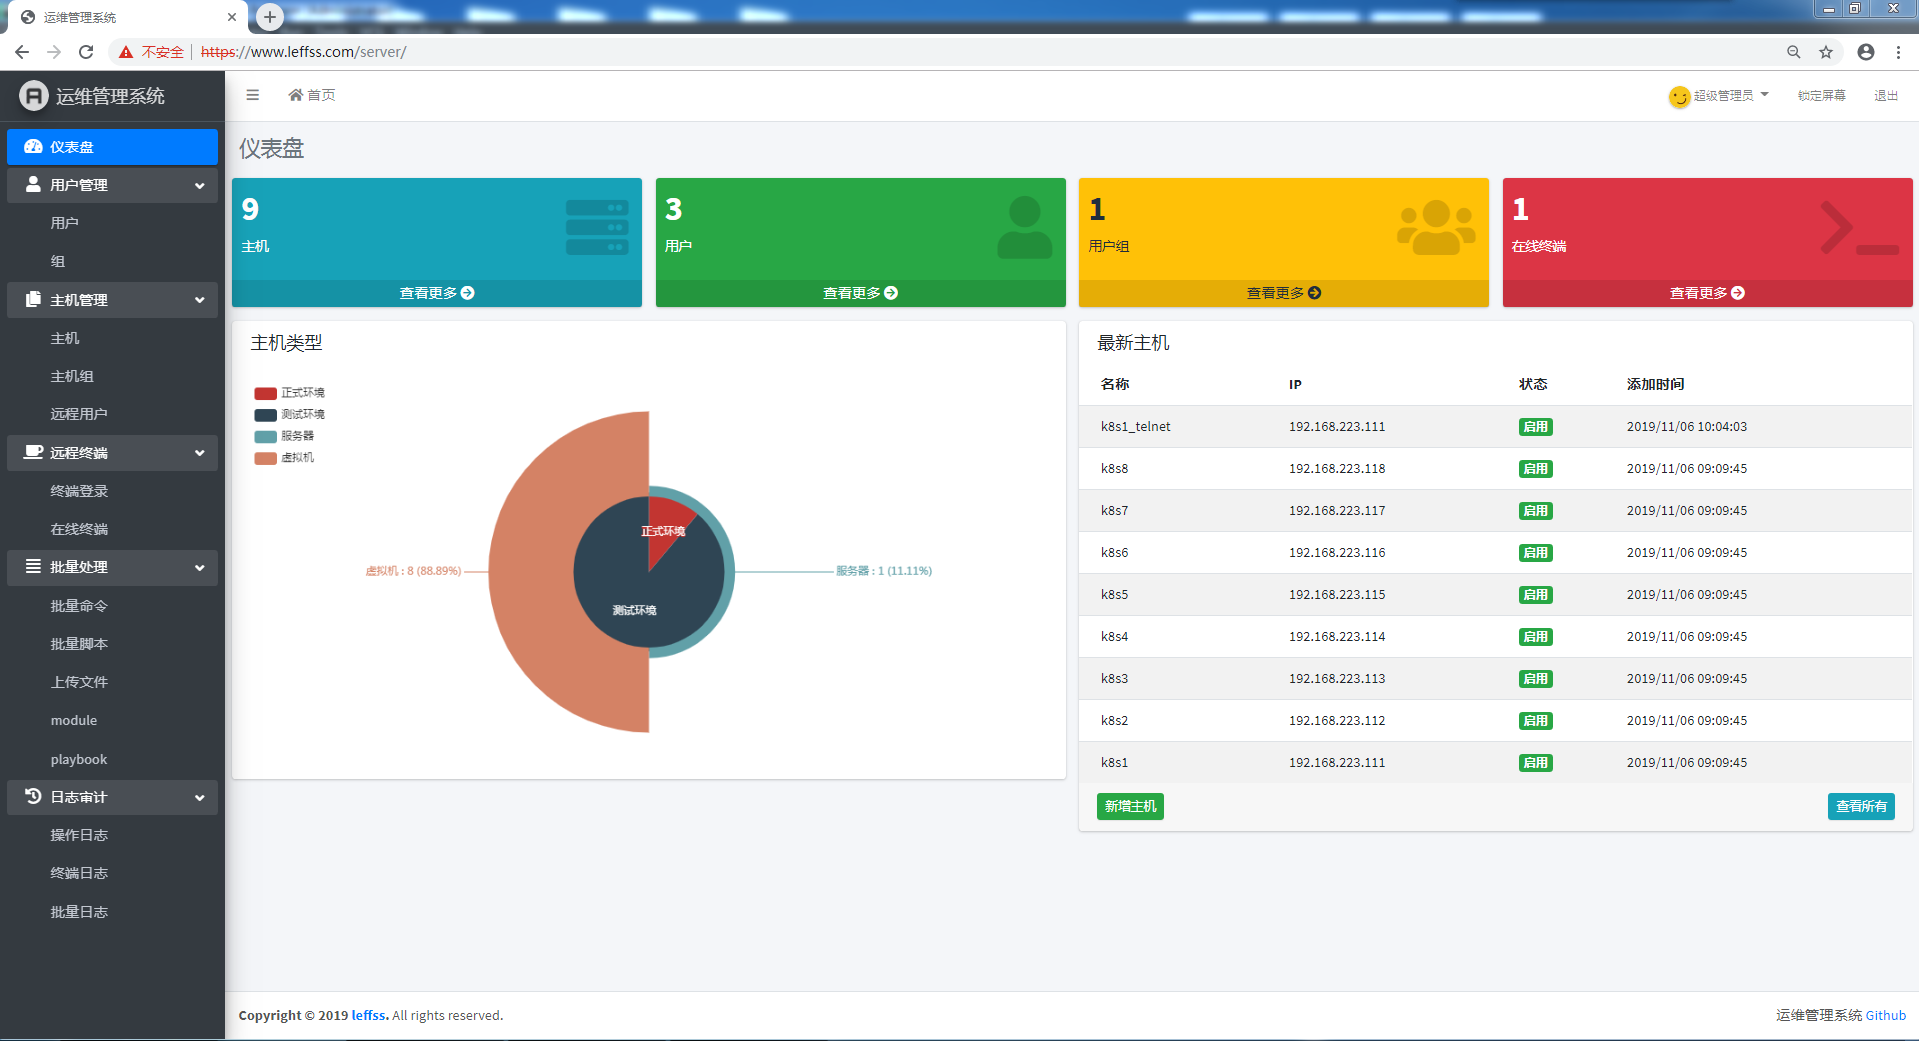 运维管理系统
不安全 | https://www.leffss.com/server/
运维管理系统
首页
超级管理员
锁定屏幕
退出
仪表盘
用户管理
用户
组
主机管理
主机
主机组
远程用户
远程终端
终端登录
在线终端
批量处理
批量命令
批量脚本
上传文件
module
playbook
日志审计
操作日志
终端日志
批量日志
仪表盘
9
主机
查看更多
3
用户
查看更多
1
用户组
查看更多
1
在线终端
查看更多
主机类型
正式环境
测试环境
服务器
虚拟机
正式环境
虚拟机 : 8 (88.89%)
服务器 : 1 (11.11%)
测试环境
最新主机
名称 IP 状态 添加时间
k8s1_telnet 192.168.223.111 启用 2019/11/06 10:04:03
k8s8 192.168.223.118 启用 2019/11/06 09:09:45
k8s7 192.168.223.117 启用 2019/11/06 09:09:45
k8s6 192.168.223.116 启用 2019/11/06 09:09:45
k8s5 192.168.223.115 启用 2019/11/06 09:09:45
k8s4 192.168.223.114 启用 2019/11/06 09:09:45
k8s3 192.168.223.113 启用 2019/11/06 09:09:45
k8s2 192.168.223.112 启用 2019/11/06 09:09:45
k8s1 192.168.223.111 启用 2019/11/06 09:09:45
新增主机
查看所有
Copyright © 2019 leffss. All rights reserved.
运维管理系统 Github